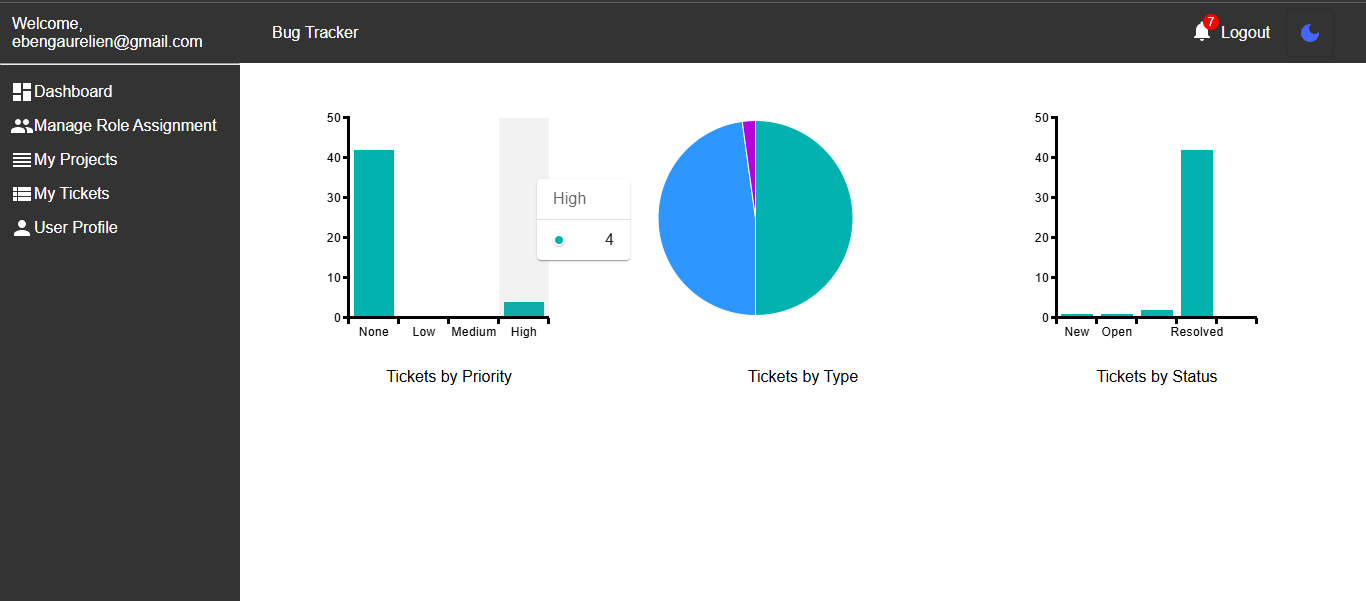 Welcome,
ebengaurelien@gmail.com
Bug Tracker
7
Logout
Dashboard
Manage Role Assignment
My Projects
My Tickets
User Profile
50
40
30
20
10
0
None
Low
Medium
High
High
4
Tickets by Priority
Tickets by Type
50
40
30
20
10
0
New
Open
Resolved
Tickets by Status